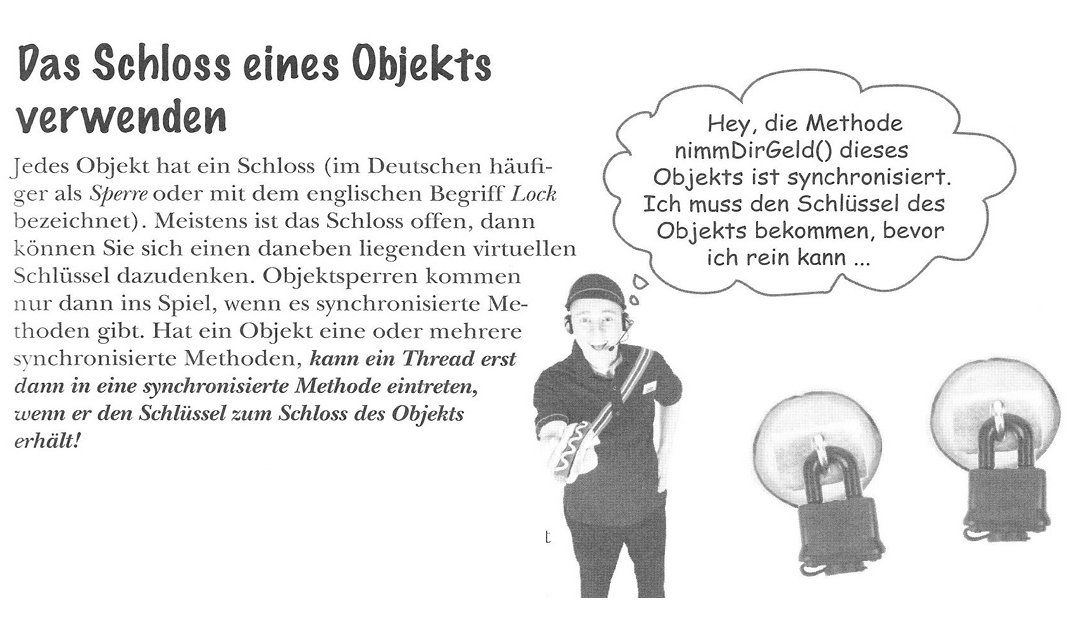 Das Schloss eines Objekts
verwenden
Jedes Objekt hat ein Schloss (im Deutschen häufi-
ger als Sperre oder mit dem englischen Begriff Lock
bezeichnet). Meistens ist das Schloss offen, dann
können Sie sich einen daneben liegenden virtuellen
Schlüssel dazudenken. Objektsperren kommen
nur dann ins Spiel, wenn es synchronisierte Me-
thoden gibt. Hat ein Objekt eine oder mehrere
synchronisierte Methoden, kann ein Thread erst
dann in eine synchronisierte Methode eintreten,
wenn er den Schlüssel zum Schloss des Objekts
erhält!
Hey, die Methode
nimmDirGeld() dieses
Objekts ist synchronisiert.
Ich muss den Schlüssel des
Objekts bekommen, bevor
ich rein kann ...
t